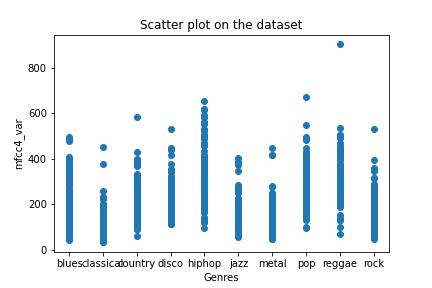 Scatter plot on the dataset
mfcc4_var
800
600
400
200
0
blues classical country disco hiphop jazz metal pop reggae rock
Genres